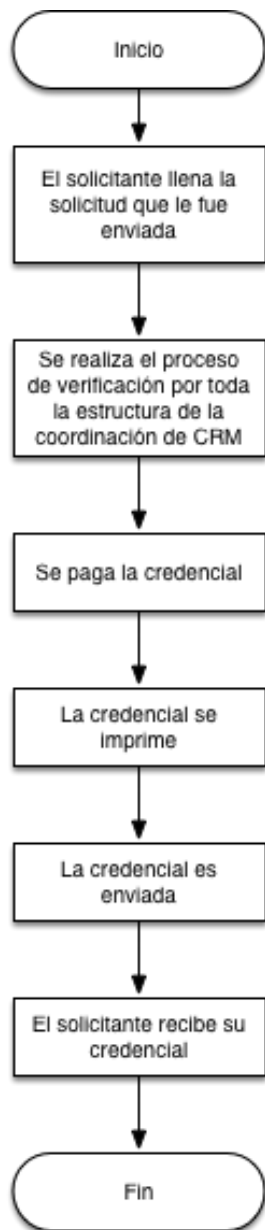 Inicio
El solicitante llena la
solicitud que le fue
enviada
Se realiza el proceso
de verificación por toda
la estructura de la
coordinación de CRM
Se paga la credencial
La credencial se
imprime
La credencial es
enviada
El solicitante recibe su
credencial
Fin